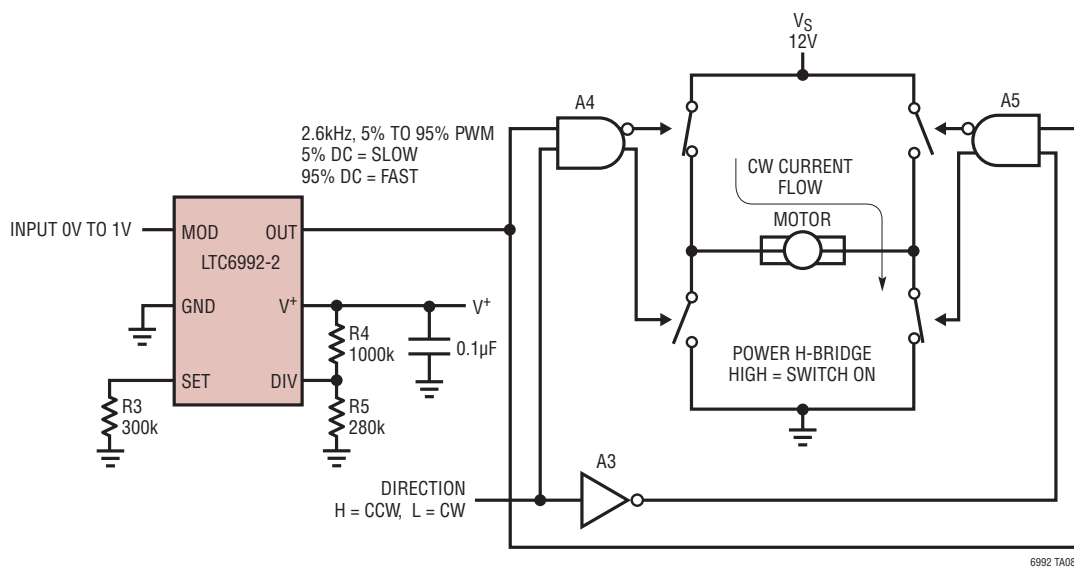 V_S
12V
A4
A5
2.6kHz, 5% TO 95% PWM
5% DC = SLOW
95% DC = FAST
CW CURRENT
FLOW
MOTOR
INPUT 0V TO 1V
MOD
OUT
LTC6992-2
GND
V+
V+
R4
1000k
0.1µF
SET
DIV
R3
300k
R5
280k
POWER H-BRIDGE
HIGH = SWITCH ON
A3
DIRECTION
H = CCW, L = CW
6992 TA08